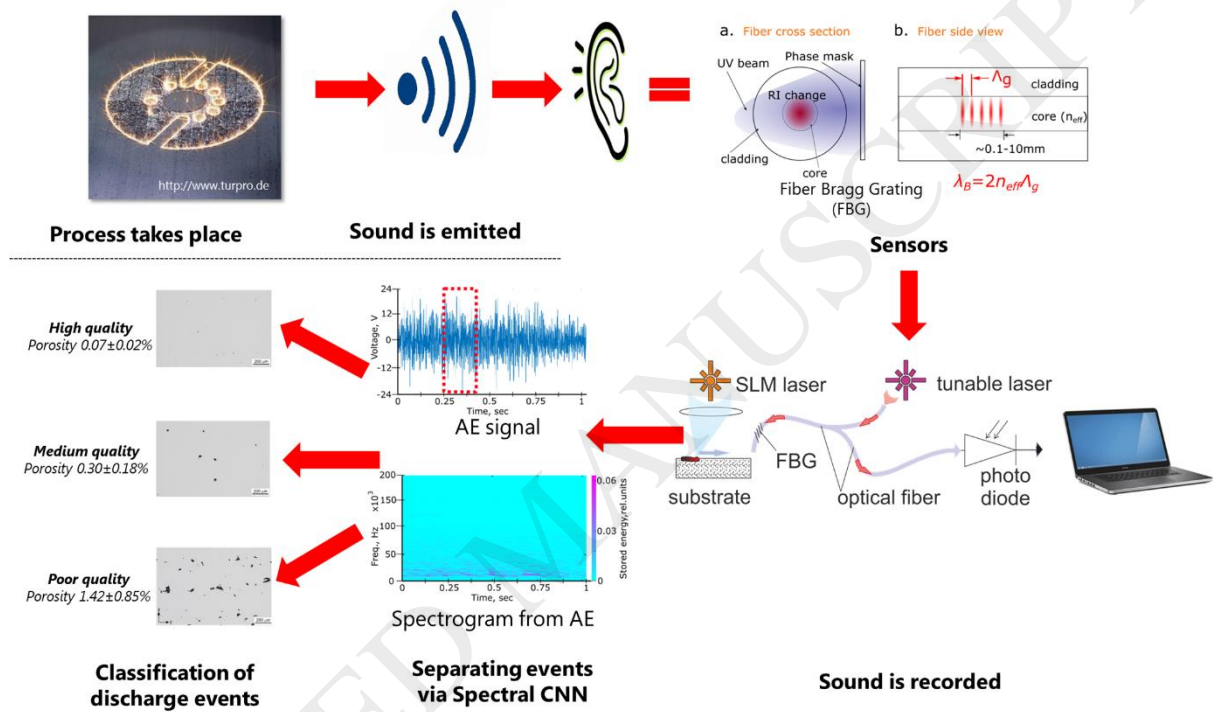 http://www.turpro.de
Process takes place
Sound is emitted
a. Fiber cross section
UV beam
Phase mask
RI change
cladding
core
Fiber Bragg Grating
(FBG)
b. Fiber side view
Λg
cladding
core (neff)
~0.1-10mm
λB=2neffΛg
Sensors
High quality
Porosity 0.07±0.02%
Medium quality
Porosity 0.30±0.18%
Poor quality
Porosity 1.42±0.85%
Classification of
discharge events
Voltage, V
24
12
0
-12
-24
0 0.25 0.5 0.75 1
Time, sec
AE signal
Freq., Hz x10³
200
150
100
50
0
0 0.25 0.5 0.75 1
Time, sec
0.06
0.03
0
Stored energy,rel.units
Spectrogram from AE
Separating events
via Spectral CNN
SLM laser
tunable laser
FBG
substrate
optical fiber
photo
diode
Sound is recorded
ED MANUSCRIPT